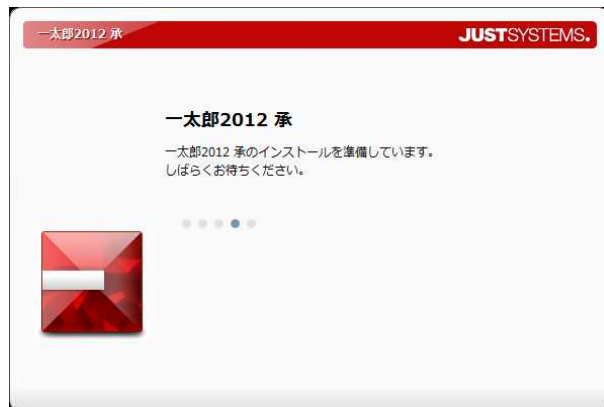 一太郎2012 承
JUSTSYSTEMS.
一太郎2012 承
一太郎2012 承のインストールを準備しています。
しばらくお待ちください。